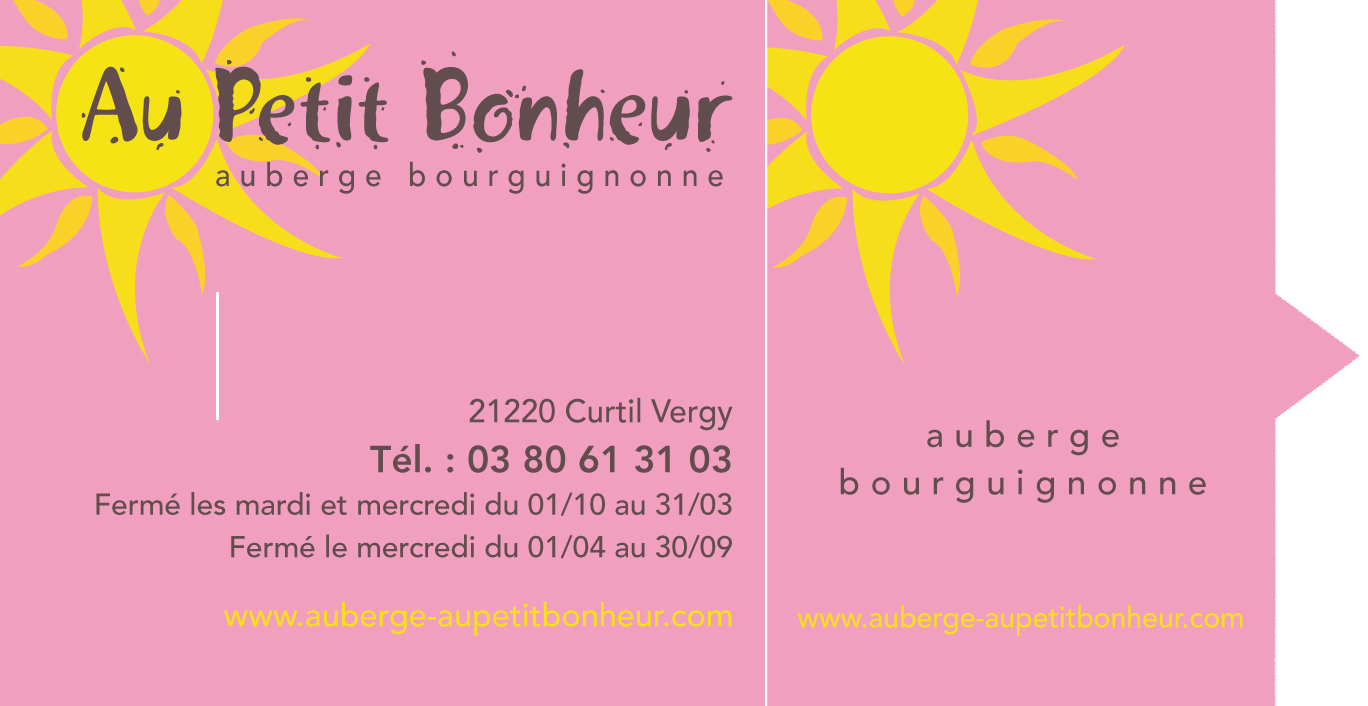 Au Petit Bonheur
auberge bourguignonne
21220 Curtil Vergy
Tél. : 03 80 61 31 03
Fermé les mardi et mercredi du 01/10 au 31/03
Fermé le mercredi du 01/04 au 30/09
www.auberge-aupetitbonheur.com
auberge
bourguignonne
www.auberge-aupetitbonheur.com